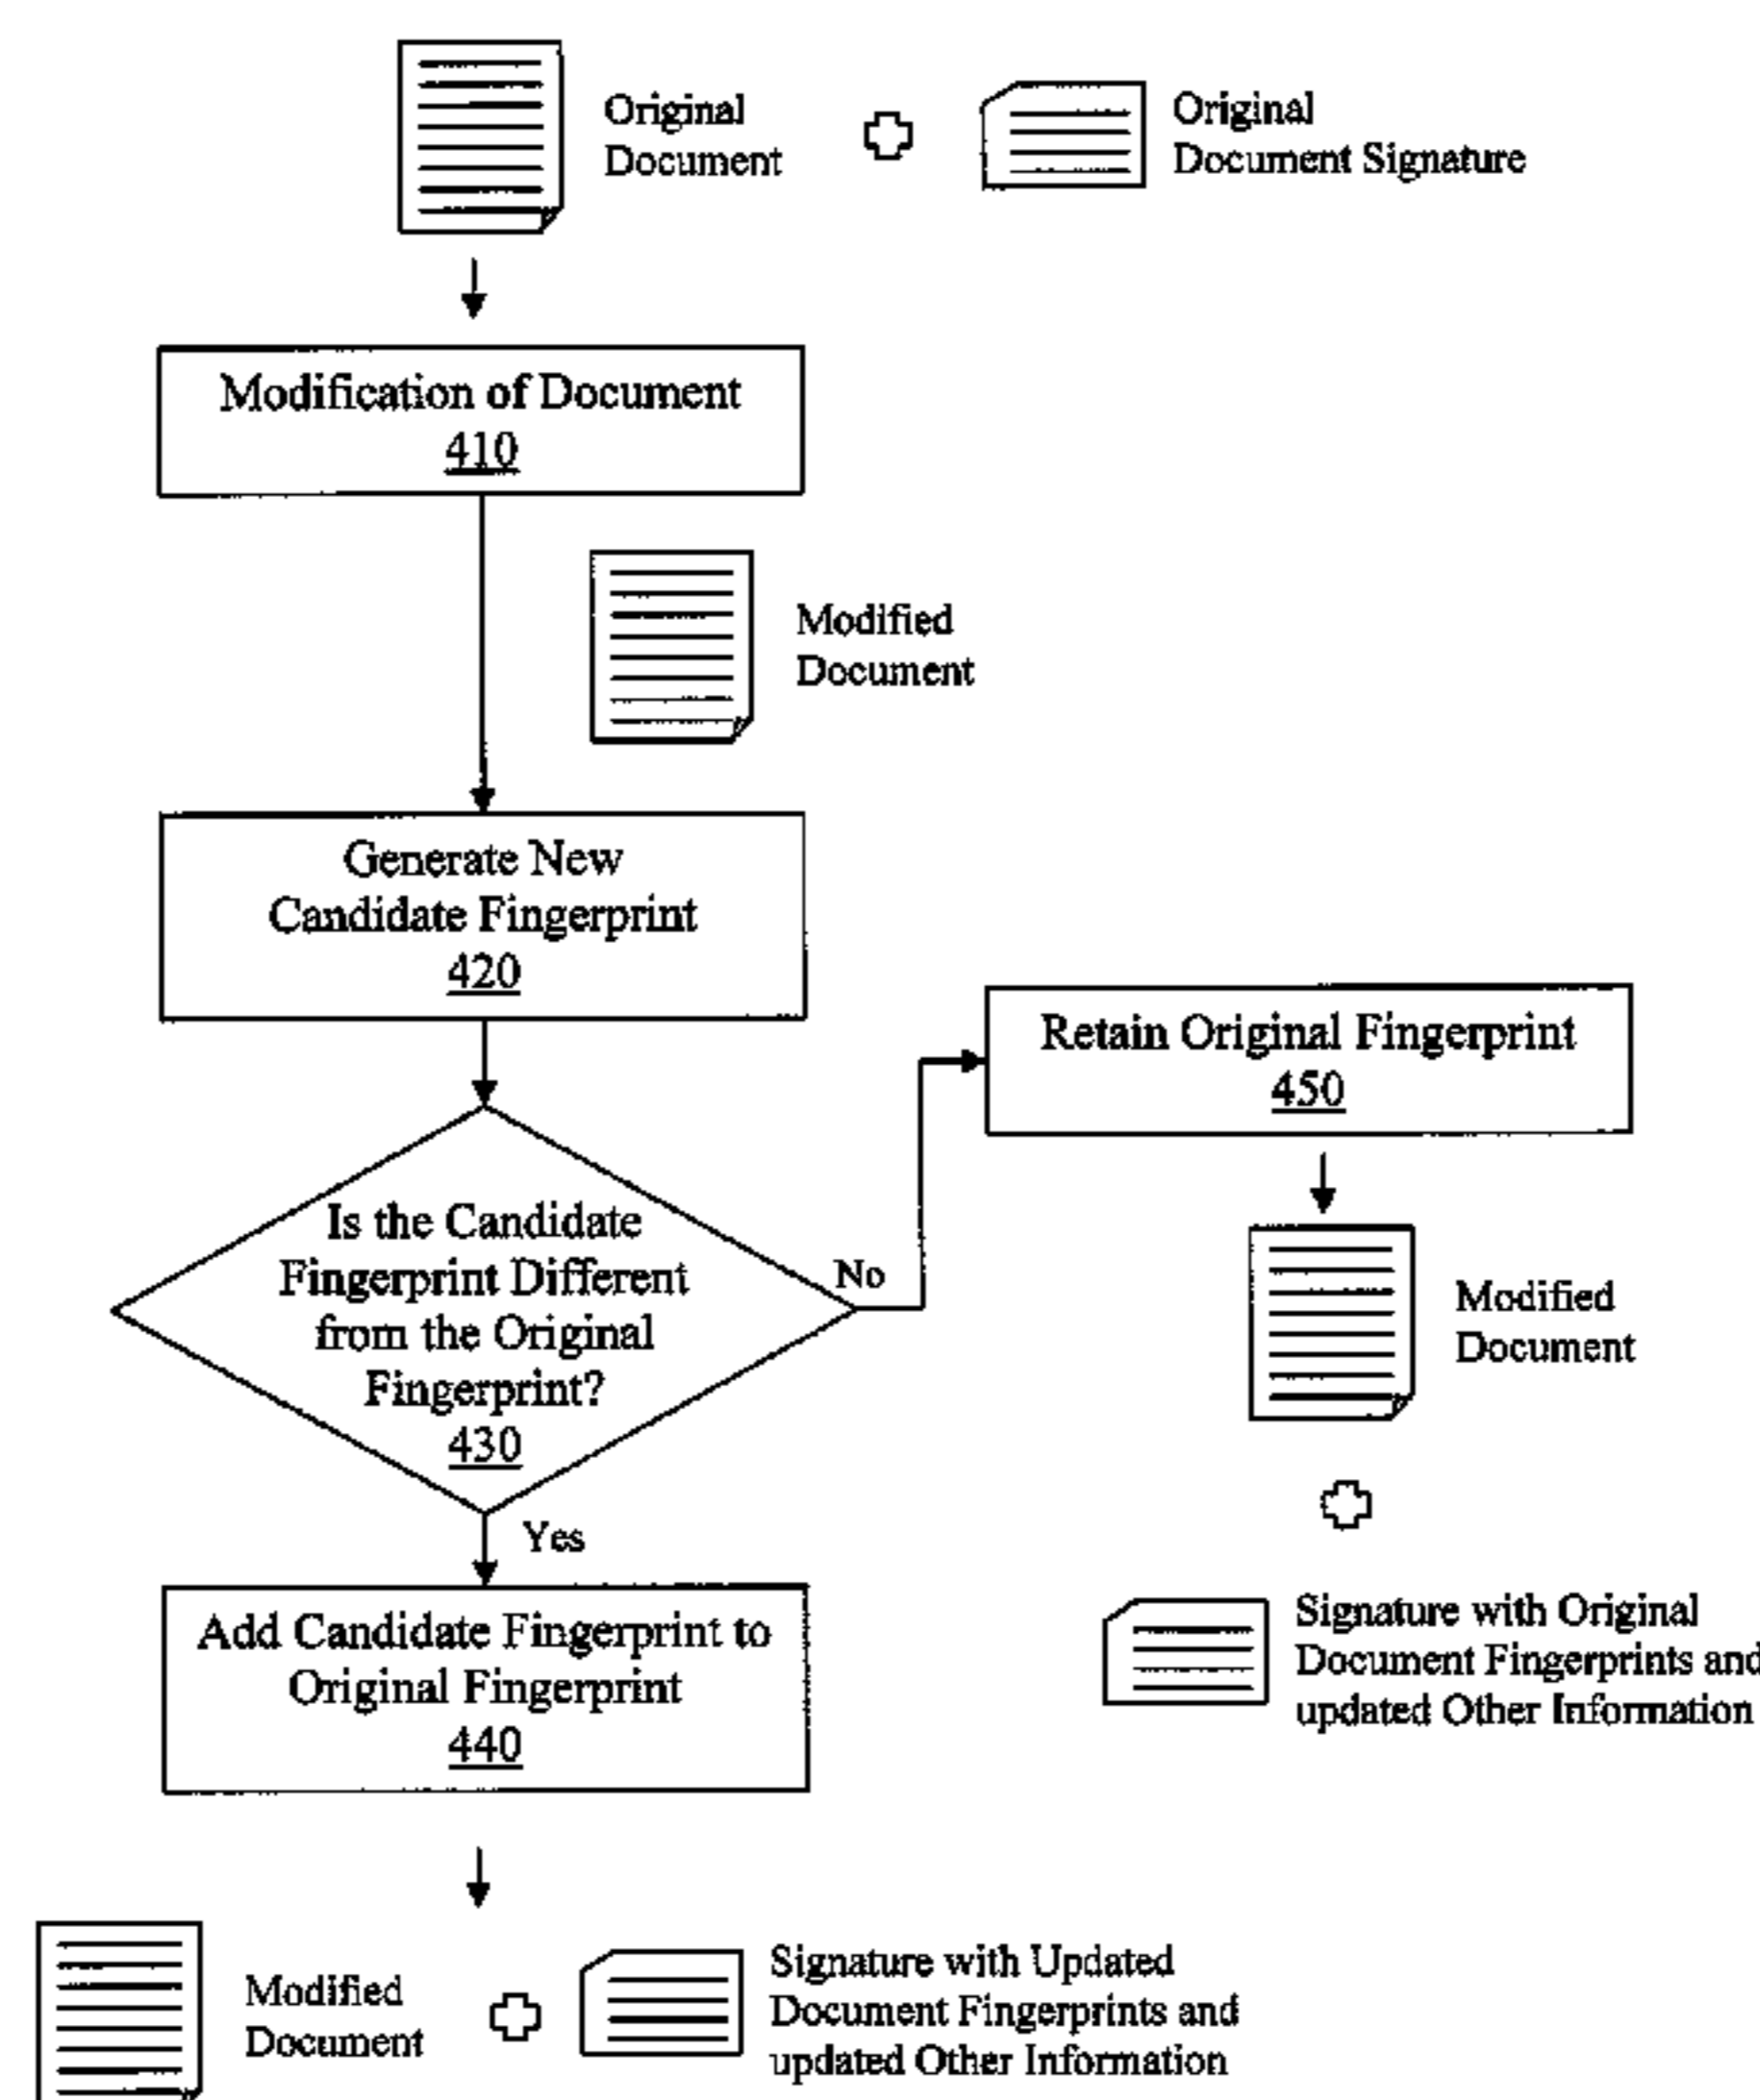 Original
Document
Original
Document Signature
Modification of Document
410
Modified
Document
Generate New
Candidate Fingerprint
420
Retain Original Fingerprint
450
Is the Candidate
Fingerprint Different
from the Original
Fingerprint?
430
No
Modified
Document
Yes
Signature with Original
Document Fingerprints and
updated Other Information
Add Candidate Fingerprint to
Original Fingerprint
440
Modified
Document
Signature with Updated
Document Fingerprints and
updated Other Information